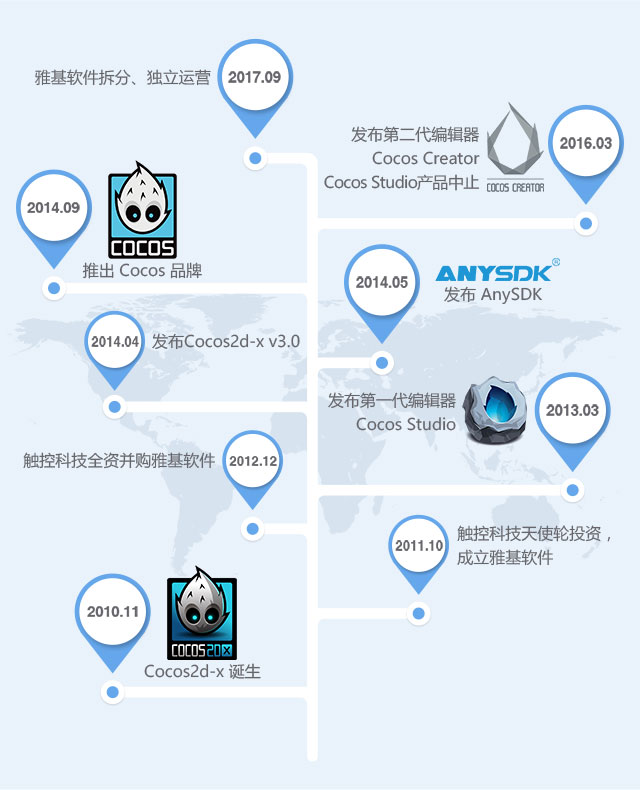 雅基软件拆分、独立运营
2017.09
发布第二代编辑器
Cocos Creator
Cocos Studio产品中止
COCOS CREATOR
2016.03
2014.09
COCOS
推出 Cocos 品牌
2014.05
ANYSDK®
发布 AnySDK
2014.04
发布Cocos2d-x v3.0
发布第一代编辑器
Cocos Studio
2013.03
触控科技全资并购雅基软件
2012.12
2011.10
触控科技天使轮投资，
成立雅基软件
2010.11
COCOS2DX
Cocos2d-x 诞生